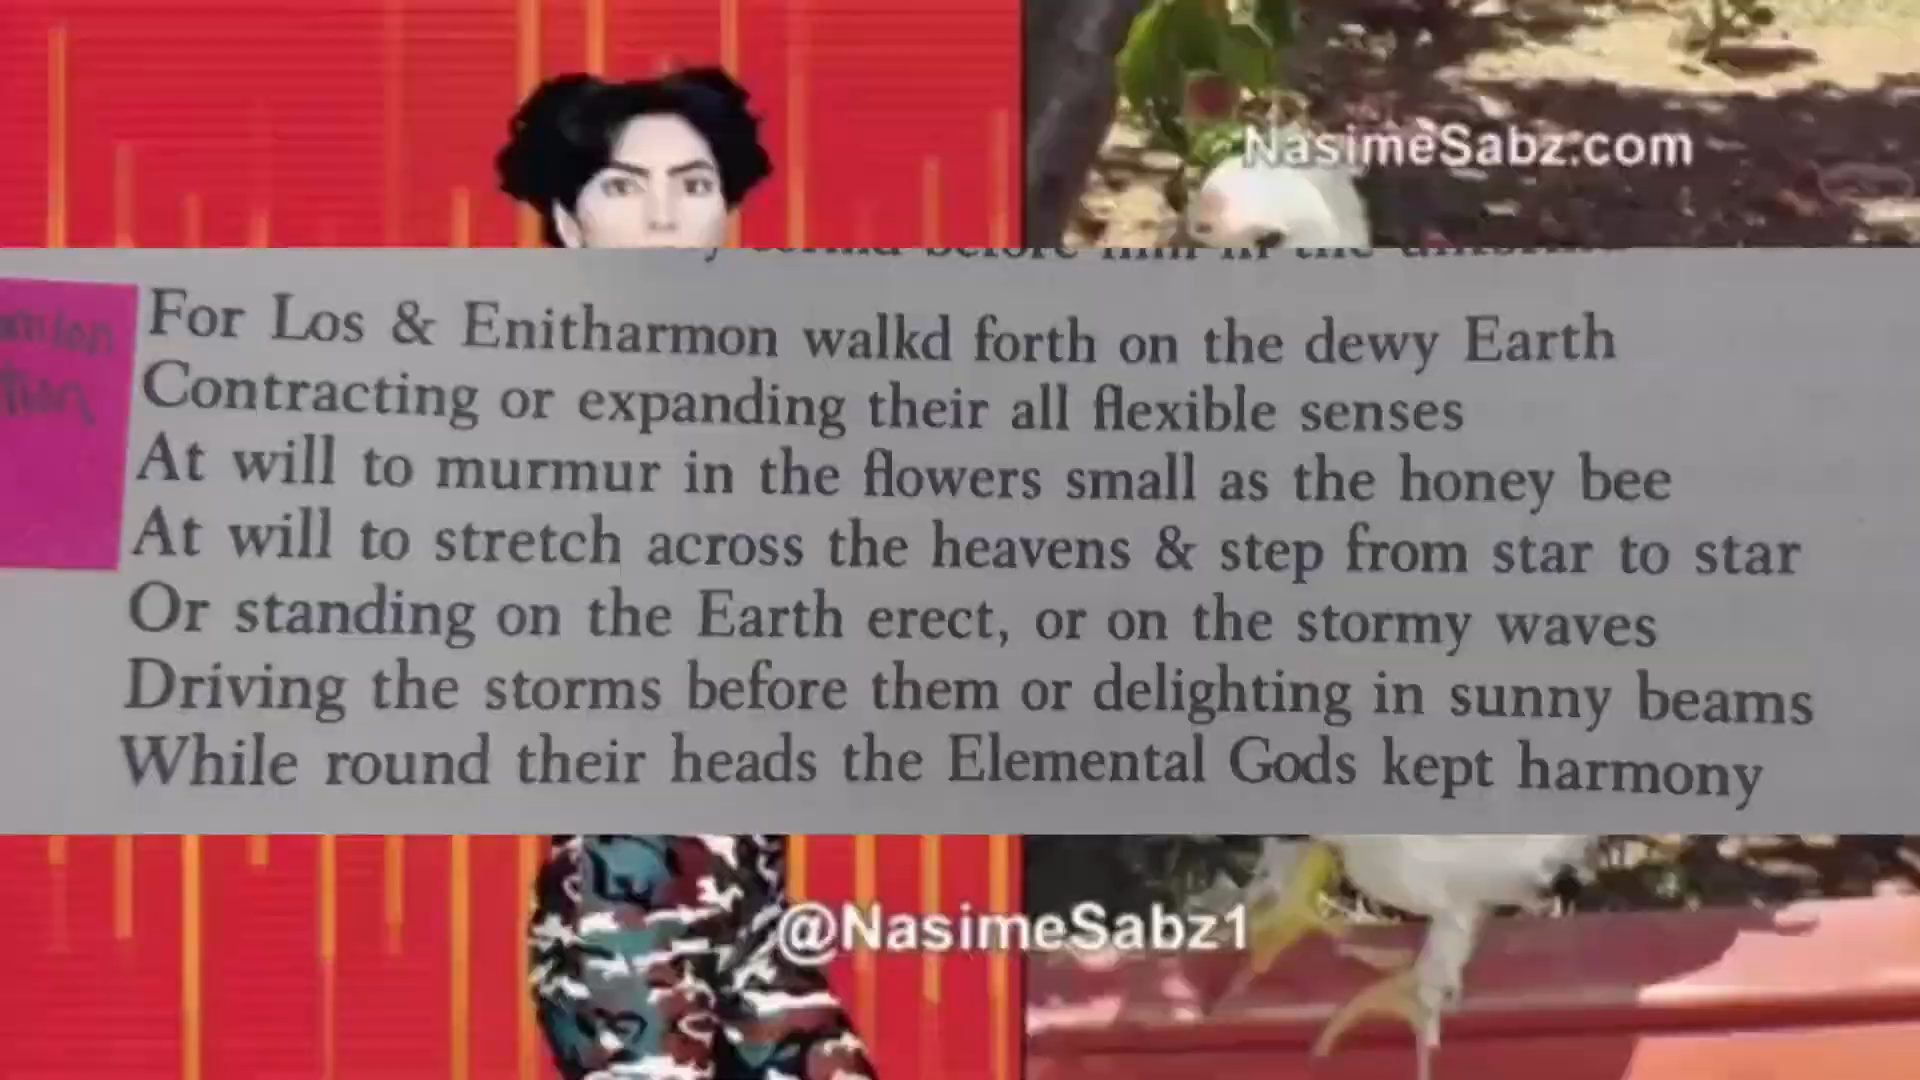 NasimeSabz.com
For Los & Enitharmon walkd forth on the dewy Earth
Contracting or expanding their all flexible senses
At will to murmur in the flowers small as the honey bee
At will to stretch across the heavens & step from star to star
Or standing on the Earth erect, or on the stormy waves
Driving the storms before them or delighting in sunny beams
While round their heads the Elemental Gods kept harmony
@NasimeSabz1